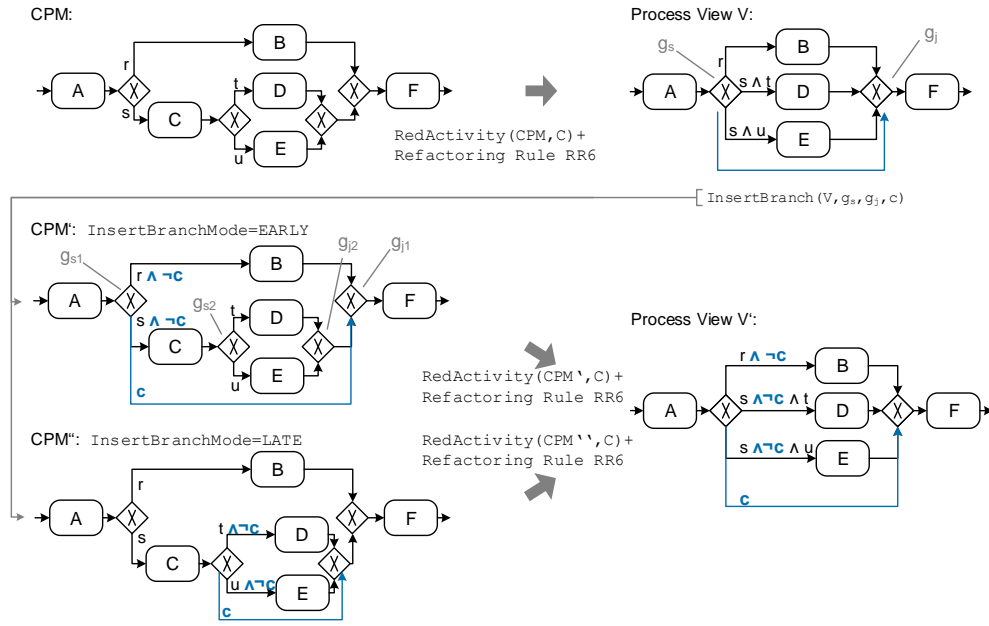 CPM:
Process View V:
A
r
s
B
C
t
u
D
E
F
RedActivity(CPM,C)+
Refactoring Rule RR6
gs
gj
A
r
s ∧ t
s ∧ u
B
D
E
F
InsertBranch(V,gs,gj,c)
CPM‘: InsertBranchMode=EARLY
gs1
gj2
gj1
r ∧ ¬c
s ∧ ¬c
gs2
A
B
C
t
u
D
E
F
c
RedActivity(CPM‘,C)+
Refactoring Rule RR6
CPM“: InsertBranchMode=LATE
RedActivity(CPM‘‘,C)+
Refactoring Rule RR6
A
r
s
B
C
t ∧¬c
u ∧¬c
D
E
F
c
Process View V‘:
A
r ∧ ¬c
s ∧¬c ∧ t
s ∧¬c ∧ u
B
D
E
F
c